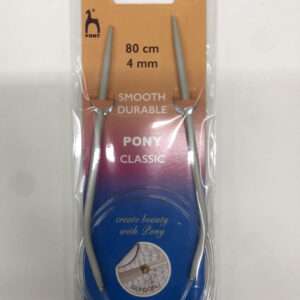 PONY
80 cm
4 mm
SMOOTH
DURABLE
PONY
CLASSIC
create beauty
with Pony